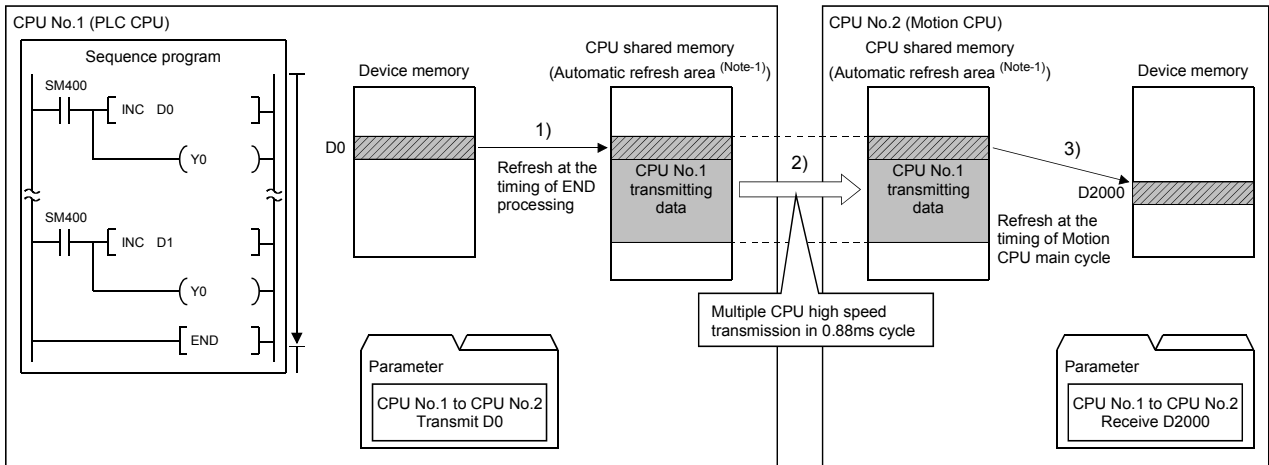 CPU No.1 (PLC CPU)
Sequence program
SM400
INC D0
Y0
SM400
INC D1
Y0
END
Device memory
D0
1)
Refresh at the
timing of END
processing
CPU shared memory
(Automatic refresh area (Note-1))
CPU No.1
transmitting
data
2)
Multiple CPU high speed
transmission in 0.88ms cycle
Parameter
CPU No.1 to CPU No.2
Transmit D0
CPU No.2 (Motion CPU)
CPU shared memory
(Automatic refresh area (Note-1))
CPU No.1
transmitting
data
3)
Refresh at the
timing of Motion
CPU main cycle
Device memory
D2000
Parameter
CPU No.1 to CPU No.2
Receive D2000